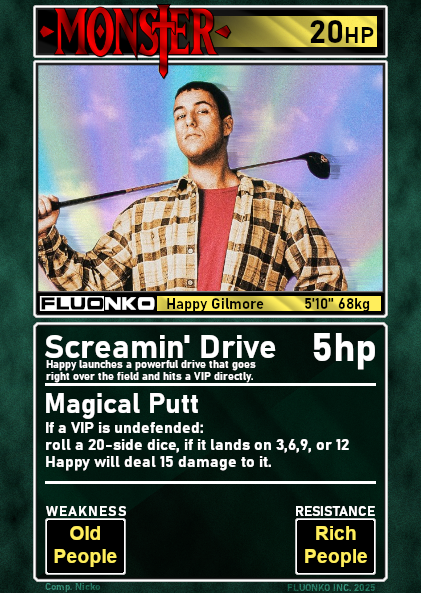 MONSTER
20HP
FLUONKO Happy Gilmore 5'10" 68kg
Screamin' Drive 5hp
Happy launches a powerful drive that goes
right over the field and hits a VIP directly.
Magical Putt
If a VIP is undefended:
roll a 20-side dice, if it lands on 3,6,9, or 12
Happy will deal 15 damage to it.
WEAKNESS RESISTANCE
Old Rich
People People
Comp. Nicko FLUONKO INC. 2025